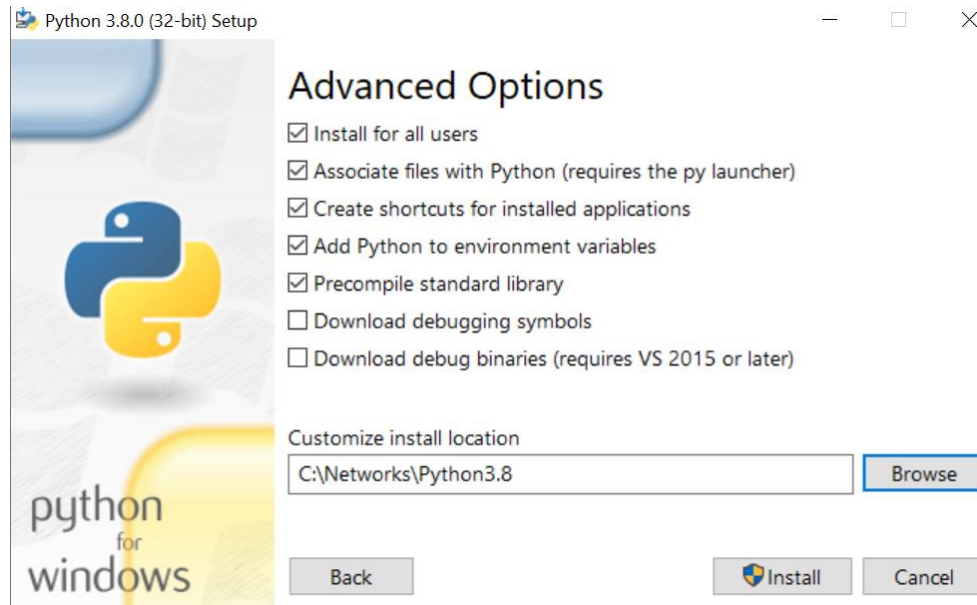 Python 3.8.0 (32-bit) Setup
Advanced Options
Install for all users
Associate files with Python (requires the py launcher)
Create shortcuts for installed applications
Add Python to environment variables
Precompile standard library
Download debugging symbols
Download debug binaries (requires VS 2015 or later)
Customize install location
C:\Networks\Python3.8
Browse
python
for
windows
Back
Install
Cancel